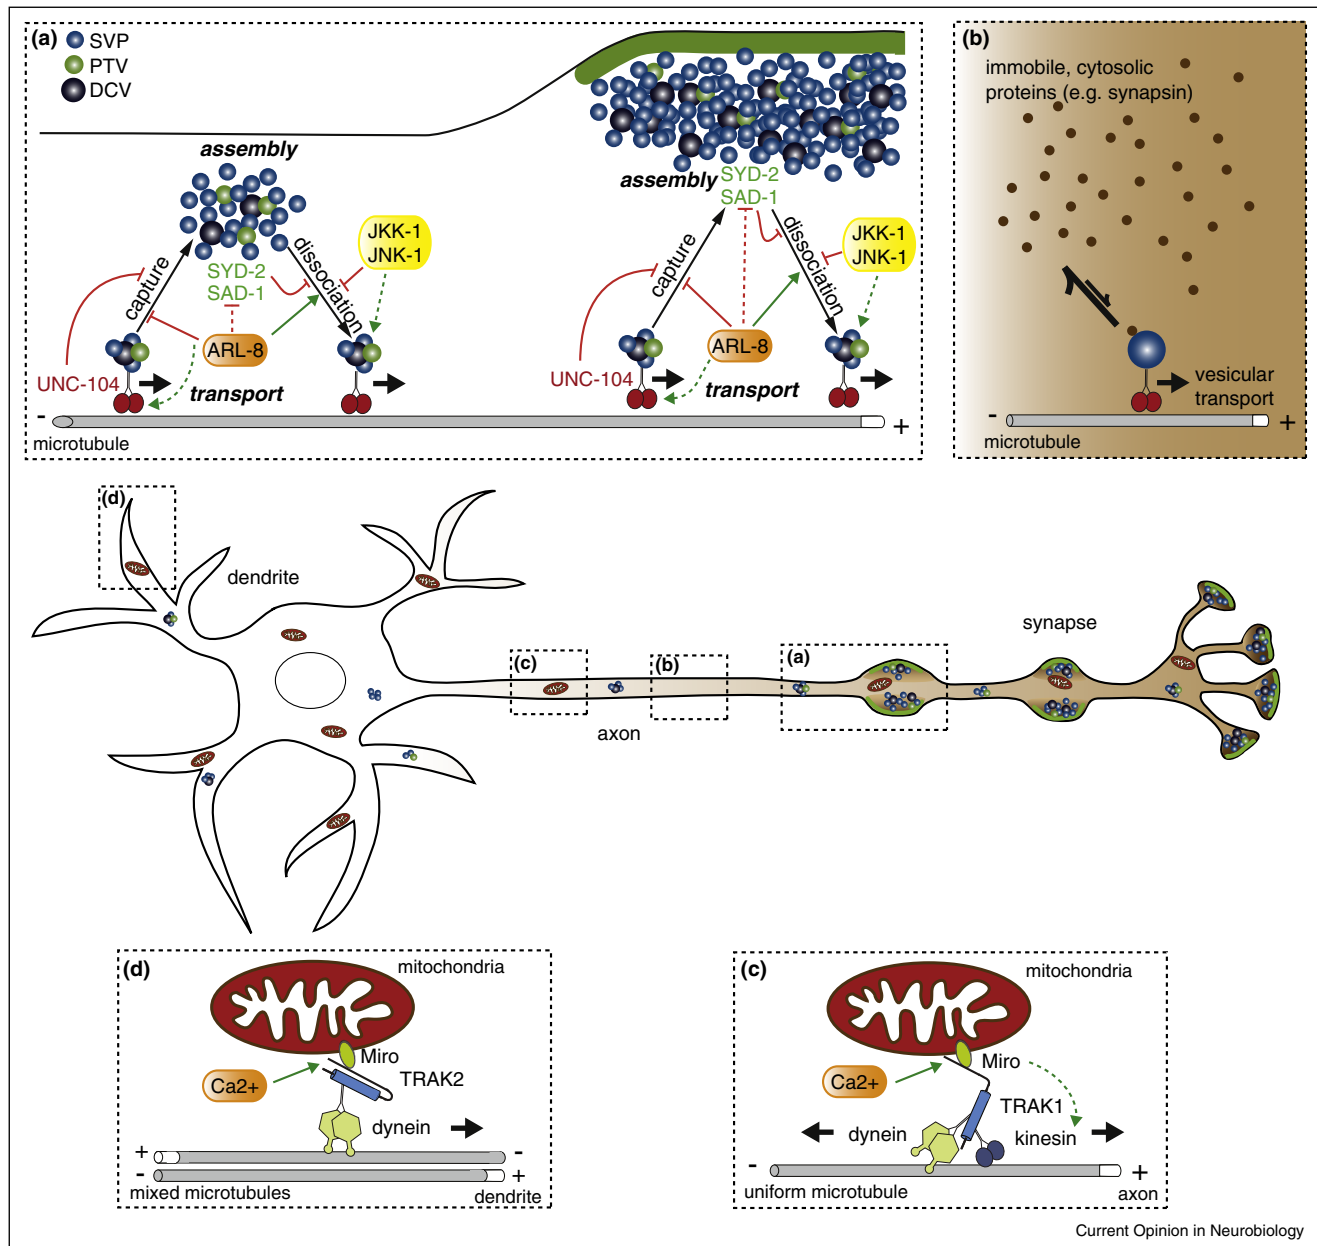 (a)
SVP
PTV
DCV
assembly
capture
SYD-2
SAD-1
dissociation
JKK-1
JNK-1
ARL-8
UNC-104
transport
-
+
microtubule
assembly
SYD-2
SAD-1
capture
dissociation
JKK-1
JNK-1
ARL-8
UNC-104
transport
(b)
immobile, cytosolic
proteins (e.g. synapsin)
vesicular
transport
-
+
microtubule
(d)
dendrite
(c)
(b)
(a)
synapse
axon
(d)
mitochondria
Miro
Ca2+
TRAK2
dynein
+
-
-
+
mixed microtubules
dendrite
(c)
mitochondria
Miro
Ca2+
TRAK1
dynein
kinesin
-
+
uniform microtubule
axon
Current Opinion in Neurobiology